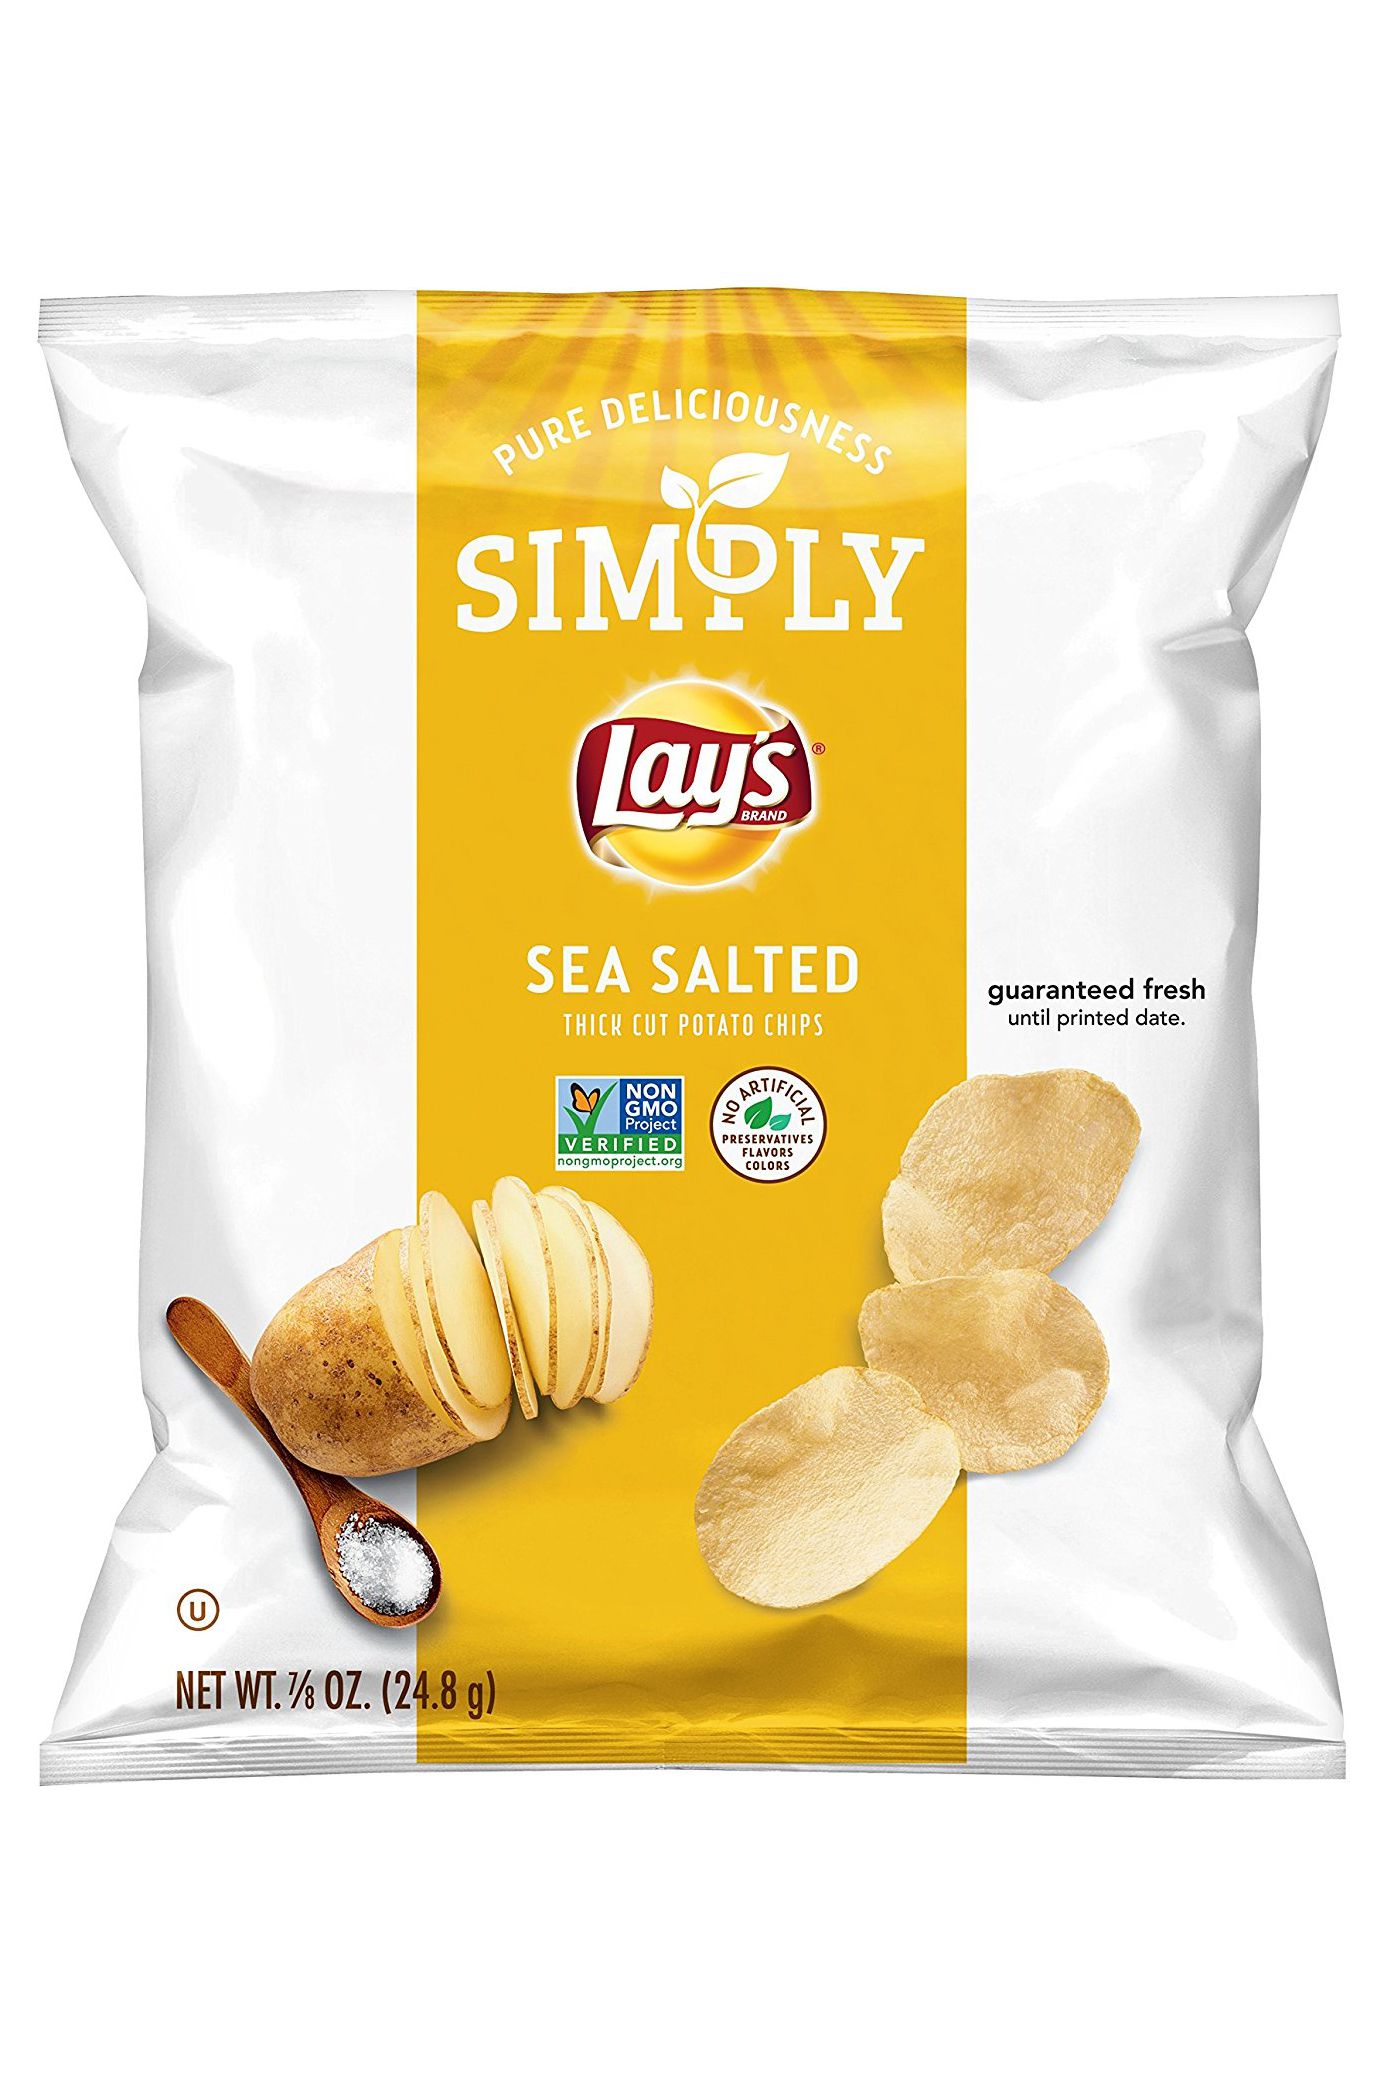 PURE DELICIOUSNESS
SIMPLY
Lay's ®
BRAND
SEA SALTED
THICK CUT POTATO CHIPS
guaranteed fresh
until printed date.
NON
GMO
Project
VERIFIED
nongmoproject.org
NO ARTIFICIAL
PRESERVATIVES
FLAVORS
COLORS
U
NET WT. ⅞ OZ. (24.8 g)